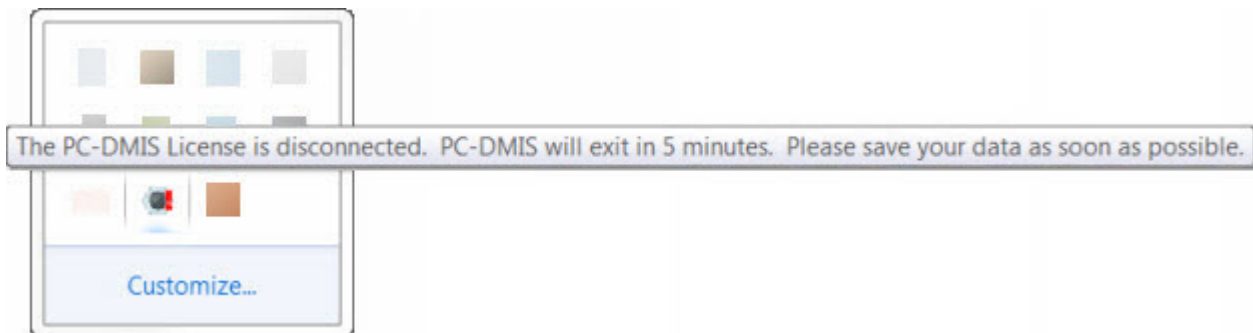 The PC-DMIS License is disconnected.  PC-DMIS will exit in 5 minutes.  Please save your data as soon as possible.
Customize...